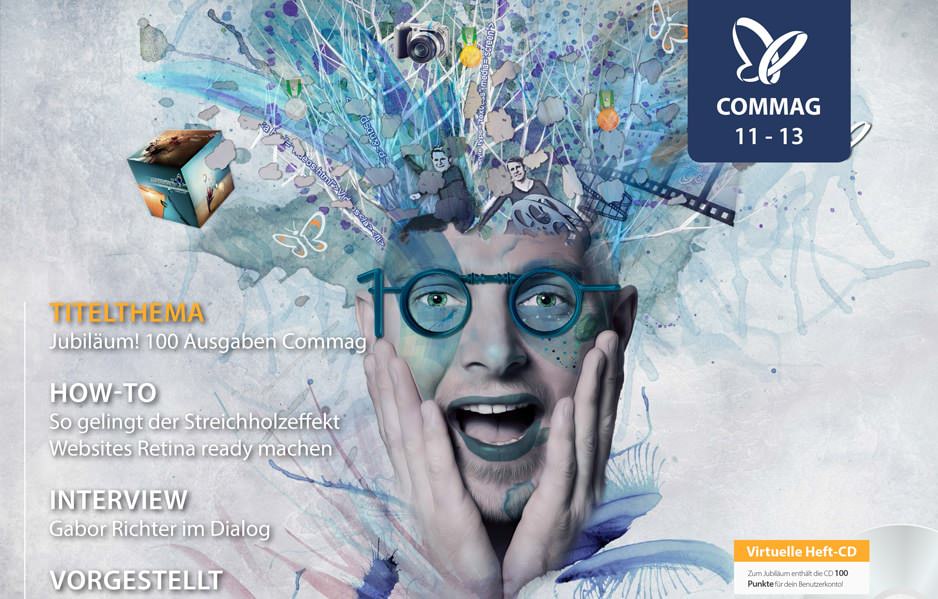 COMMAG
11 - 13
100
TITELTHEMA
Jubiläum! 100 Ausgaben Commag
HOW-TO
So gelingt der Streichholzeffekt
Websites Retina ready machen
INTERVIEW
Gabor Richter im Dialog
VORGESTELLT
Virtuelle Heft-CD
Zum Jubiläum enthält die CD 100
Punkte für dein Benutzerkonto!